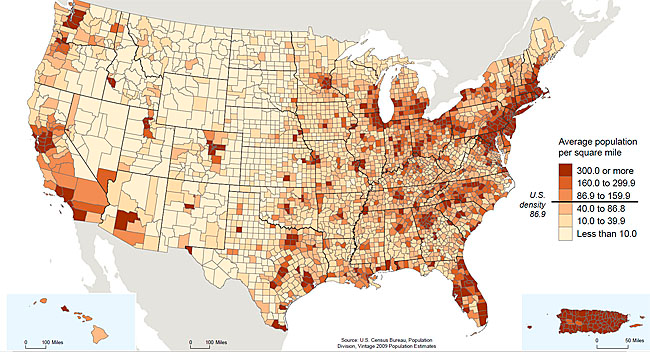 Average population
per square mile
300.0 or more
160.0 to 299.9
86.9 to 159.9
U.S.
density
86.9
40.0 to 86.8
10.0 to 39.9
Less than 10.0
0 100 Miles
0 100 Miles
Source: U.S. Census Bureau, Population
Division, Vintage 2009 Population Estimates
0 50 Miles